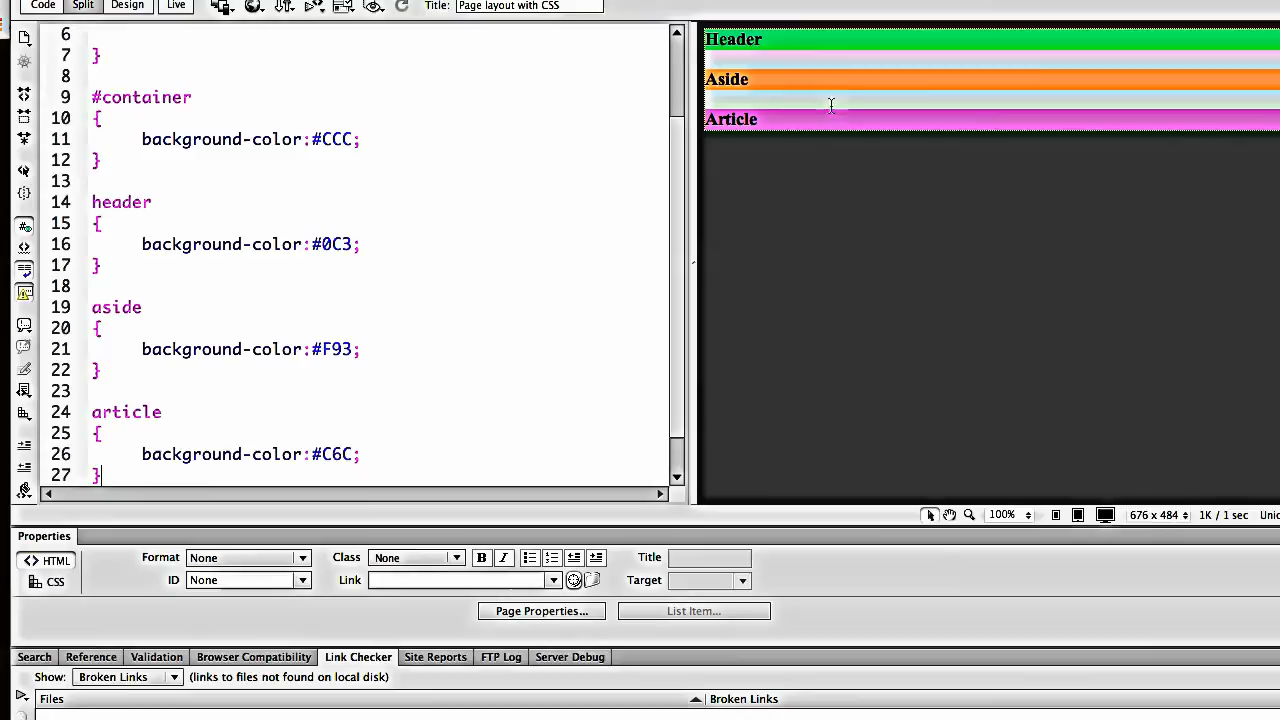 Code Split Design Live Title: Page layout with CSS
6
7 }
8
9 #container
10 {
11 background-color:#CCC;
12 }
13
14 header
15 {
16 background-color:#0C3;
17 }
18
19 aside
20 {
21 background-color:#F93;
22 }
23
24 article
25 {
26 background-color:#C6C;
27 }
Header
Aside
Article
100% 676 x 484 1K / 1 sec Unic
Properties
<> HTML Format None Class None B I Title
CSS ID None Link Target
Page Properties... List Item...
Search Reference Validation Browser Compatibility Link Checker Site Reports FTP Log Server Debug
Show: Broken Links (links to files not found on local disk)
Files Broken Links